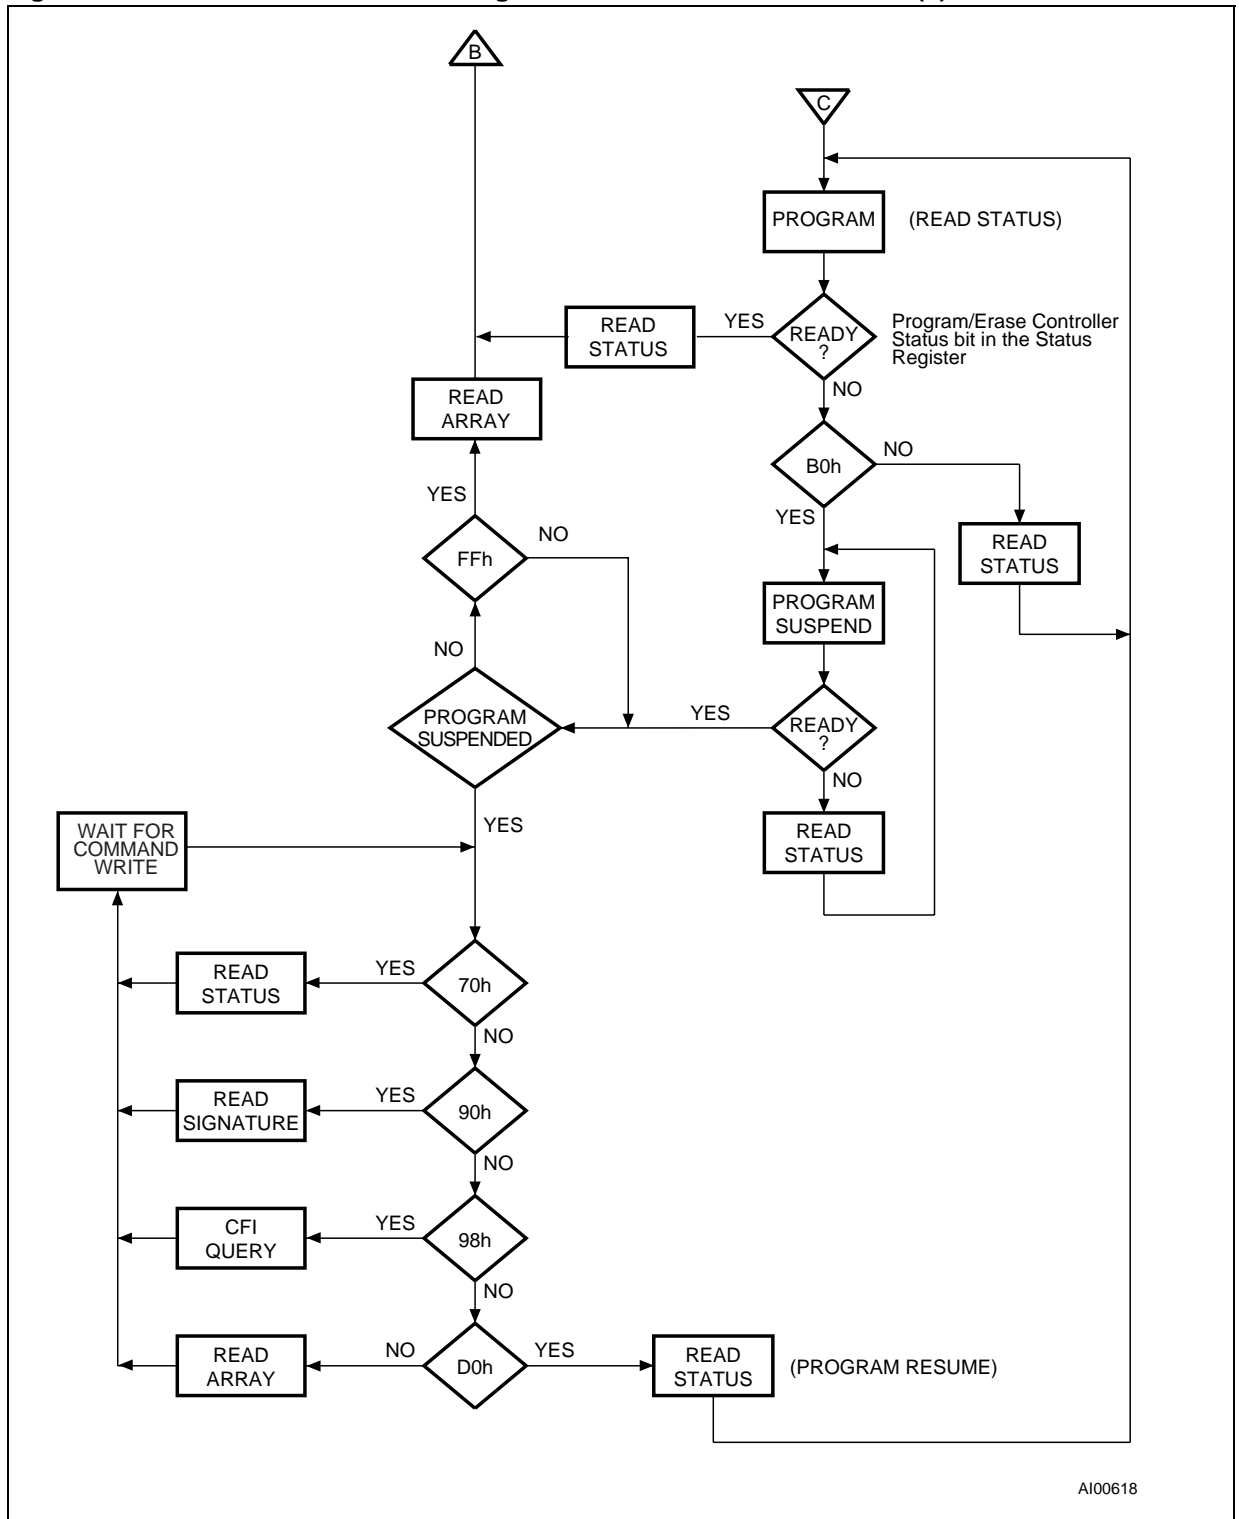 B
C
PROGRAM
(READ STATUS)
READ
STATUS
YES
READY
?
Program/Erase Controller
Status bit in the Status
Register
NO
READ
ARRAY
B0h
NO
YES
YES
FFh
NO
READ
STATUS
PROGRAM
SUSPEND
NO
PROGRAM
SUSPENDED
YES
READY
?
NO
YES
READ
STATUS
WAIT FOR
COMMAND
WRITE
READ
STATUS
YES
70h
NO
READ
SIGNATURE
YES
90h
NO
CFI
QUERY
YES
98h
NO
READ
ARRAY
NO
D0h
YES
READ
STATUS
(PROGRAM RESUME)
AI00618